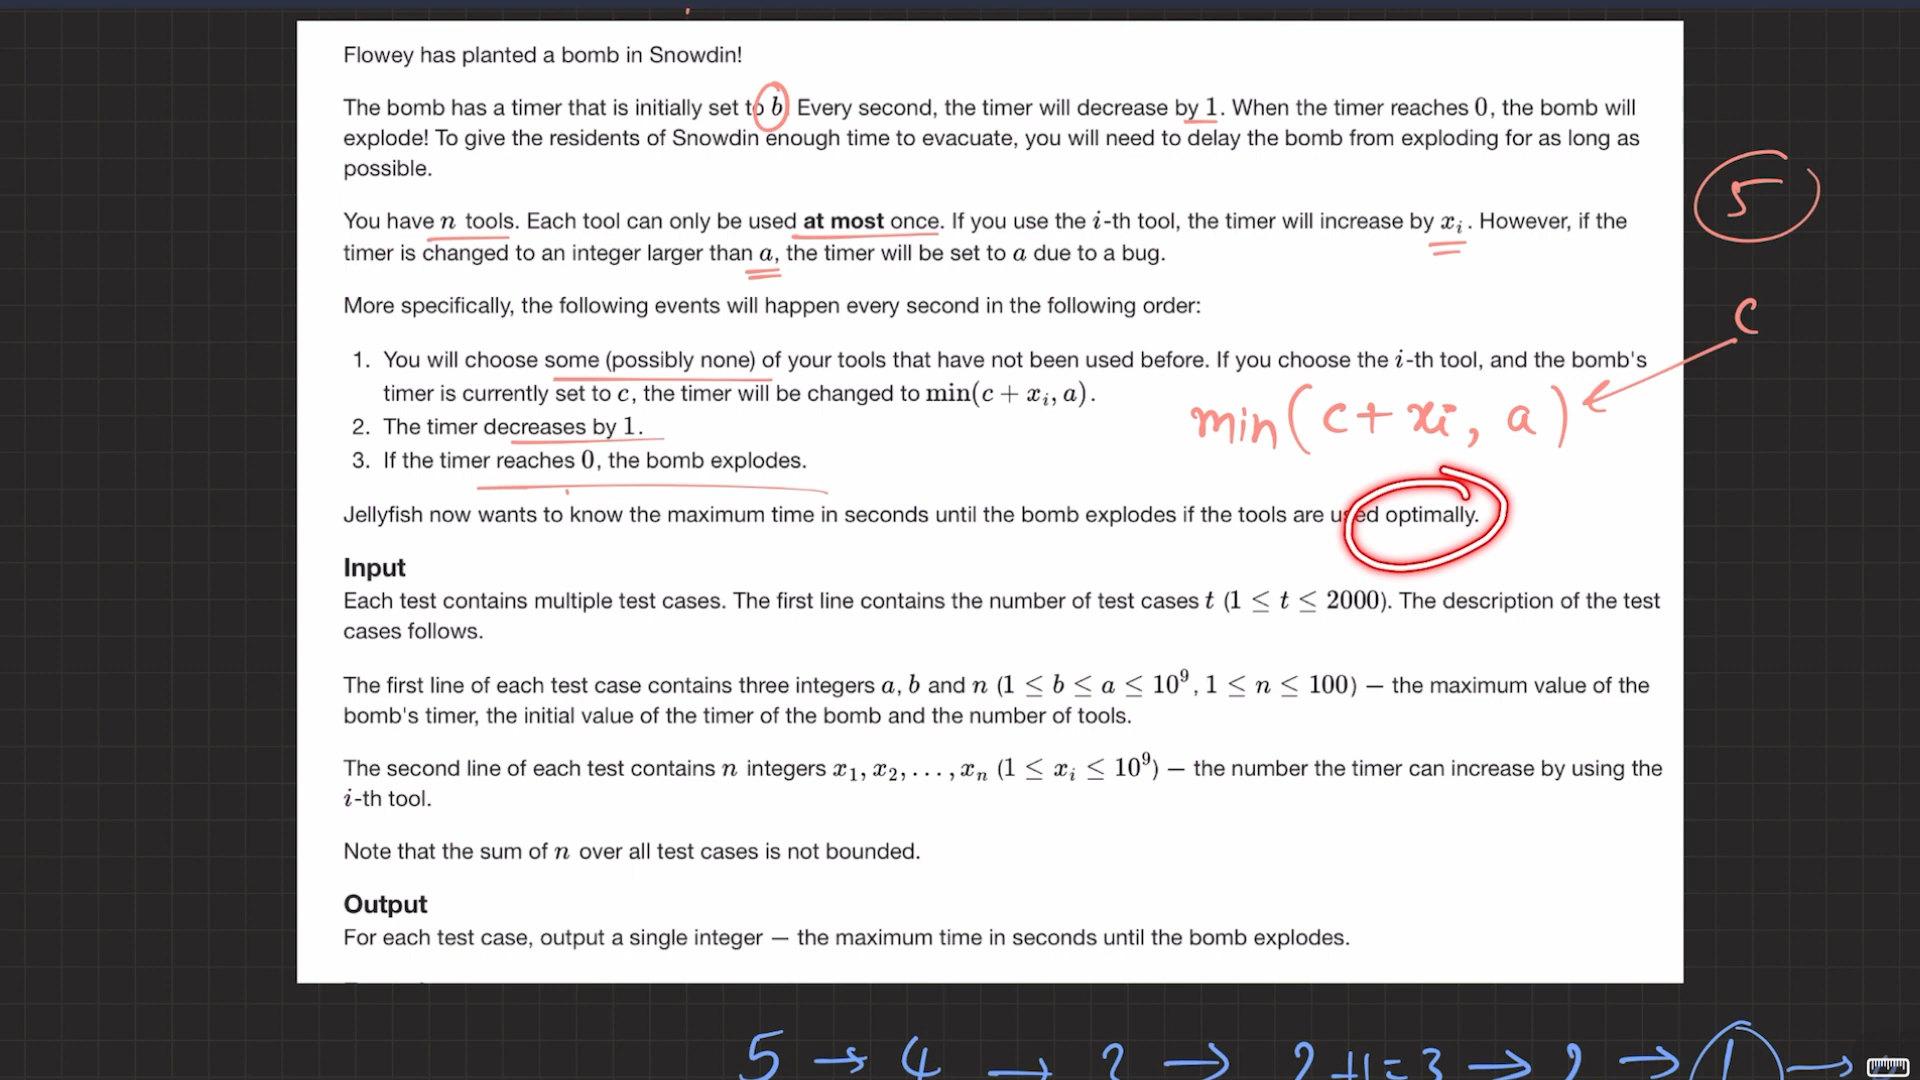 Flowey has planted a bomb in Snowdin!
The bomb has a timer that is initially set to b. Every second, the timer will decrease by 1. When the timer reaches 0, the bomb will
explode! To give the residents of Snowdin enough time to evacuate, you will need to delay the bomb from exploding for as long as
possible.
5
You have n tools. Each tool can only be used at most once. If you use the i-th tool, the timer will increase by xᵢ. However, if the
timer is changed to an integer larger than a, the timer will be set to a due to a bug.
More specifically, the following events will happen every second in the following order:
c
1. You will choose some (possibly none) of your tools that have not been used before. If you choose the i-th tool, and the bomb's
timer is currently set to c, the timer will be changed to min(c + xᵢ, a).
min(c+xi, a)
2. The timer decreases by 1.
3. If the timer reaches 0, the bomb explodes.
Jellyfish now wants to know the maximum time in seconds until the bomb explodes if the tools are used optimally.
Input
Each test contains multiple test cases. The first line contains the number of test cases t (1 ≤ t ≤ 2000). The description of the test
cases follows.
The first line of each test case contains three integers a, b and n (1 ≤ b ≤ a ≤ 10⁹, 1 ≤ n ≤ 100) — the maximum value of the
bomb's timer, the initial value of the timer of the bomb and the number of tools.
The second line of each test contains n integers x₁, x₂, . . . , xₙ (1 ≤ xᵢ ≤ 10⁹) — the number the timer can increase by using the
i-th tool.
Note that the sum of n over all test cases is not bounded.
Output
For each test case, output a single integer — the maximum time in seconds until the bomb explodes.
5 → 4 → 2 → 2+1=3 → 2 → 1 →